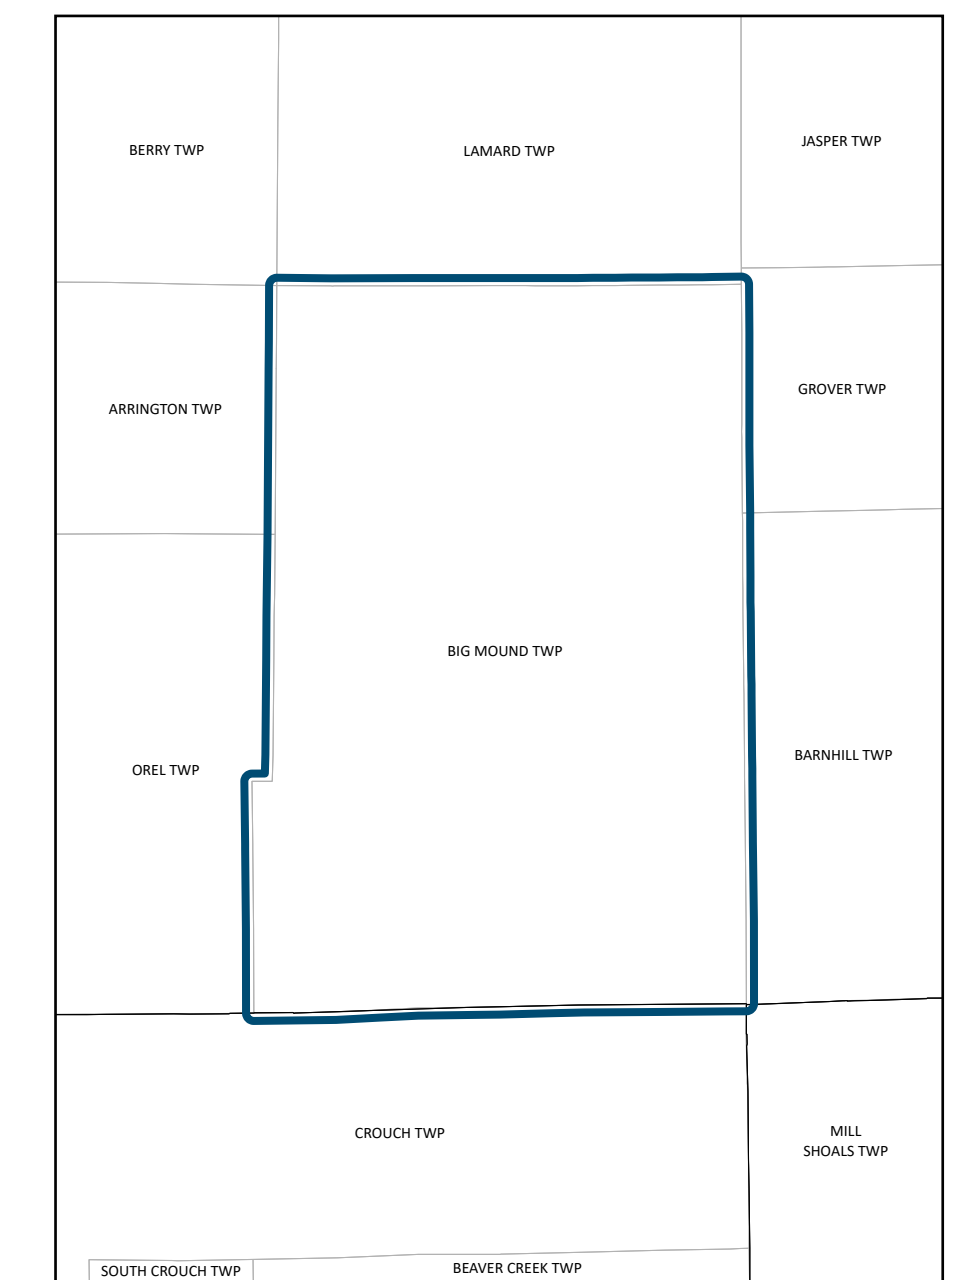 BERRY TWP
LAMARD TWP
JASPER TWP
ARRINGTON TWP
GROVER TWP
BIG MOUND TWP
OREL TWP
BARNHILL TWP
CROUCH TWP
MILL
SHOALS TWP
SOUTH CROUCH TWP
BEAVER CREEK TWP